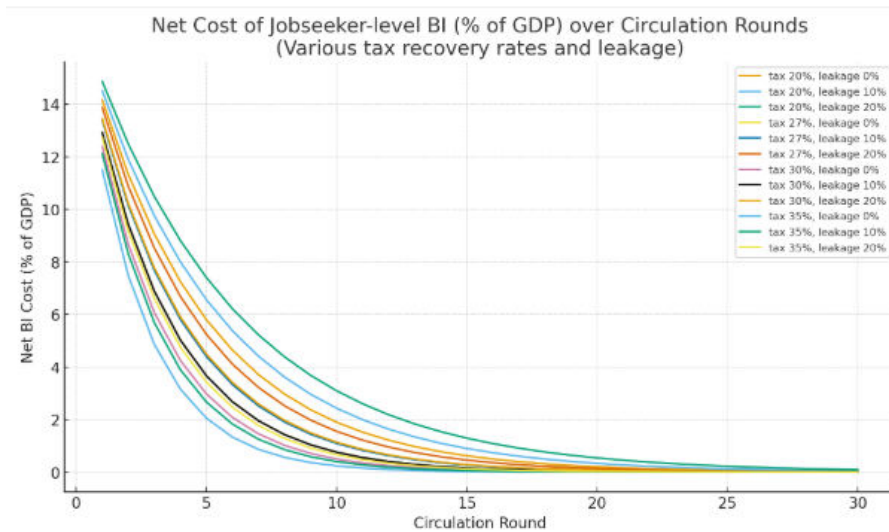 Net Cost of Jobseeker-level BI (% of GDP) over Circulation Rounds
(Various tax recovery rates and leakage)
tax 20%, leakage 0%
tax 20%, leakage 10%
tax 20%, leakage 20%
tax 27%, leakage 0%
tax 27%, leakage 10%
tax 27%, leakage 20%
tax 30%, leakage 0%
tax 30%, leakage 10%
tax 30%, leakage 20%
tax 35%, leakage 0%
tax 35%, leakage 10%
tax 35%, leakage 20%
Net BI Cost (% of GDP)
14
12
10
8
6
4
2
0
0 5 10 15 20 25 30
Circulation Round